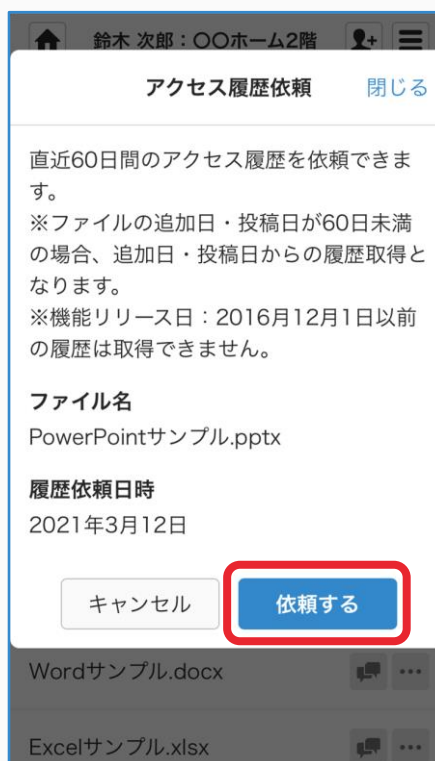 鈴木 次郎：〇〇ホーム2階
アクセス履歴依頼 閉じる
直近60日間のアクセス履歴を依頼できま
す。
※ファイルの追加日・投稿日が60日未満
の場合、追加日・投稿日からの履歴取得と
なります。
※機能リリース日：2016月12月1日以前
の履歴は取得できません。
ファイル名
PowerPointサンプル.pptx
履歴依頼日時
2021年3月12日
キャンセル 依頼する
Wordサンプル.docx
Excelサンプル.xlsx